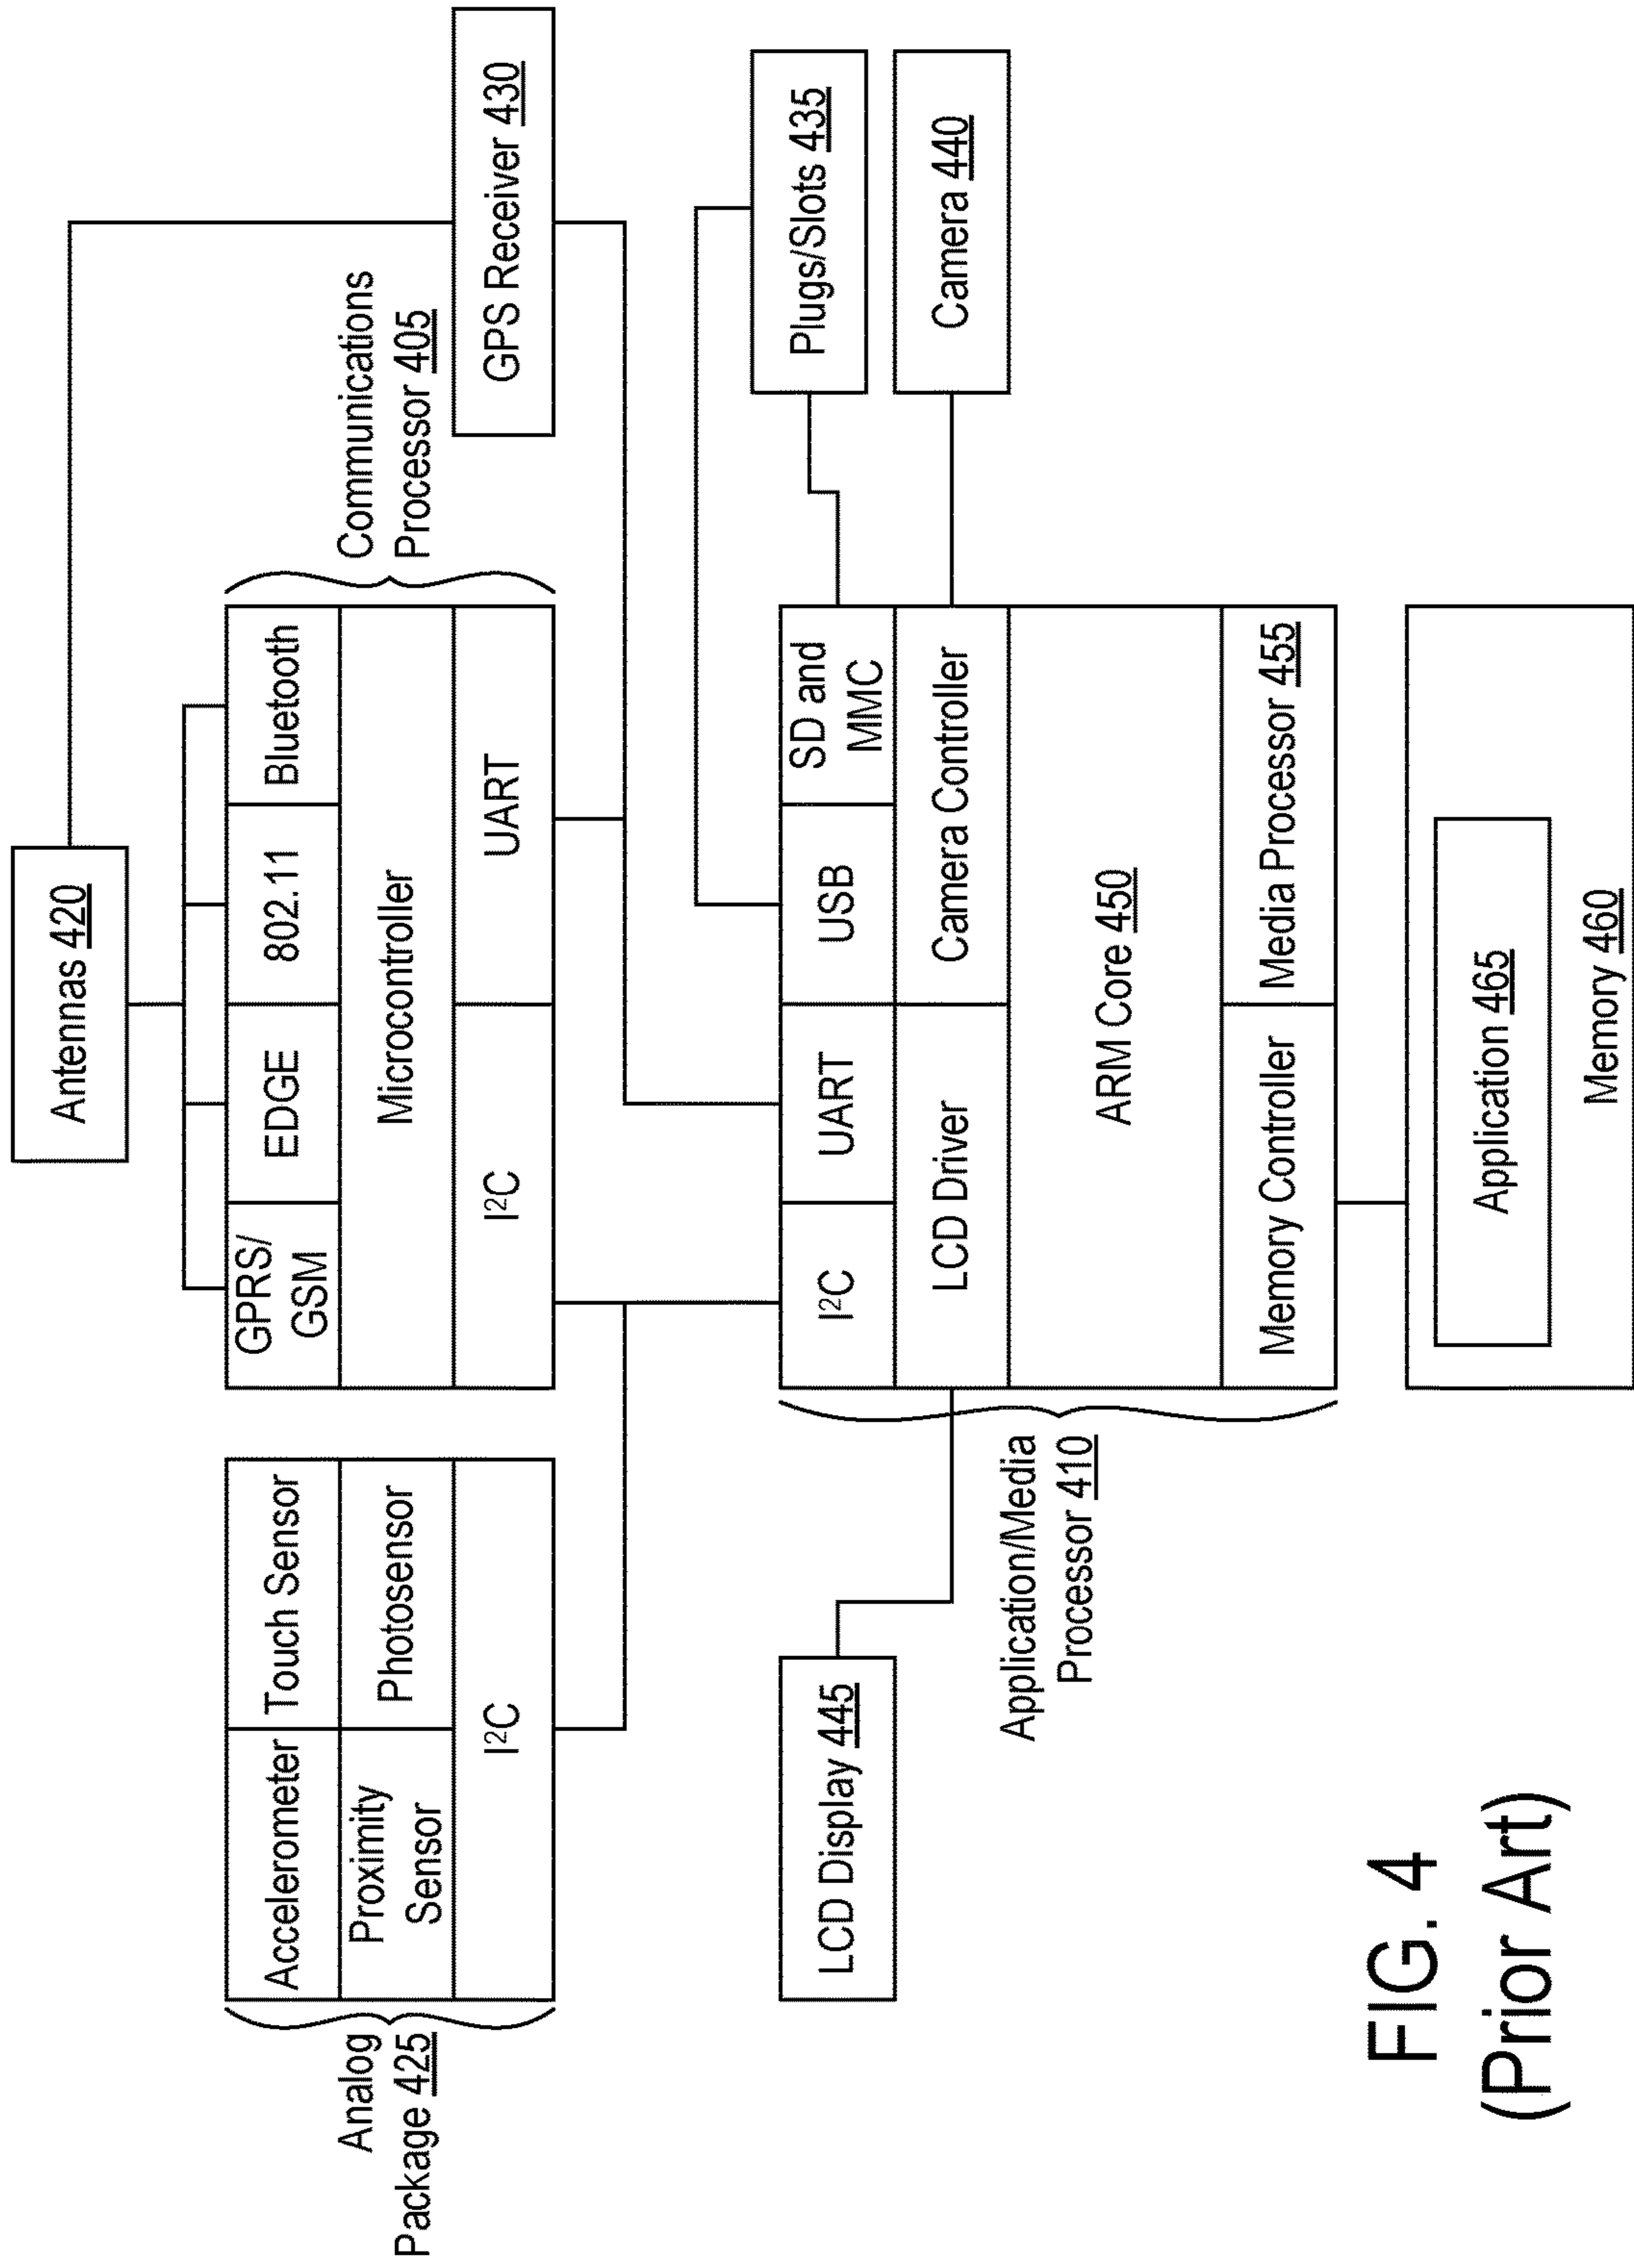 Antennas 420
Accelerometer
Touch Sensor
GPRS/
GSM
EDGE
802.11
Bluetooth
Analog
Package 425
Proximity
Sensor
Photosensor
Microcontroller
Communications
Processor 405
I²C
I²C
UART
GPS Receiver 430
LCD Display 445
I²C
UART
USB
SD and
MMC
Plugs/Slots 435
LCD Driver
Camera Controller
Camera 440
Application/Media
Processor 410
ARM Core 450
Memory Controller
Media Processor 455
Application 465
Memory 460
FIG. 4
(Prior Art)